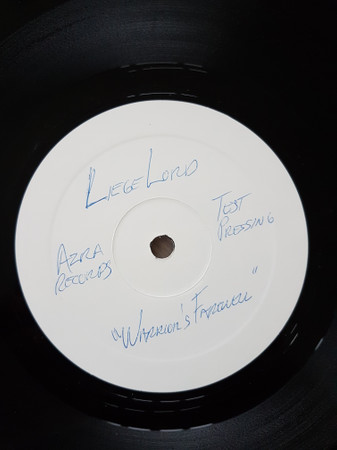 Liege Lord
Azra
Records
Test
Pressing
"Warrior's Farewell"